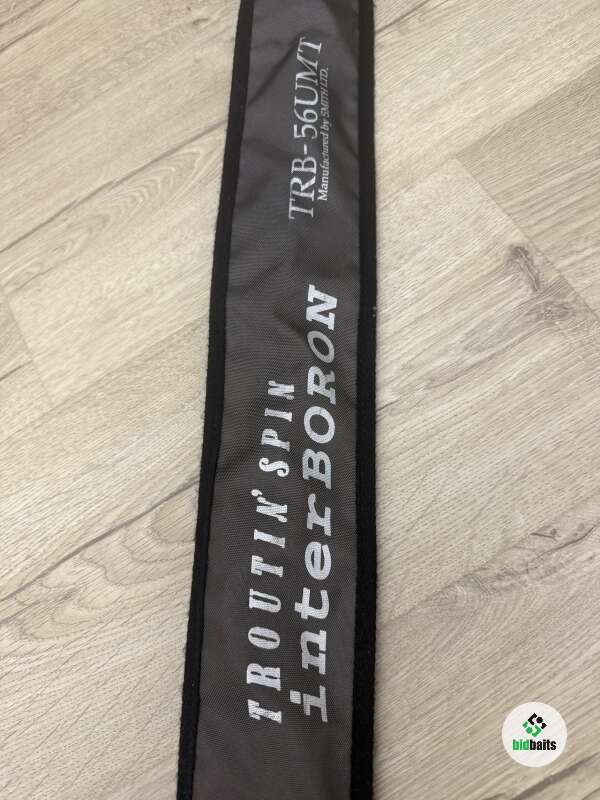 TROUTIN'SPIN
interBORON
TRB-56UMT
Manufactured by SMITH LTD.
bidbaits